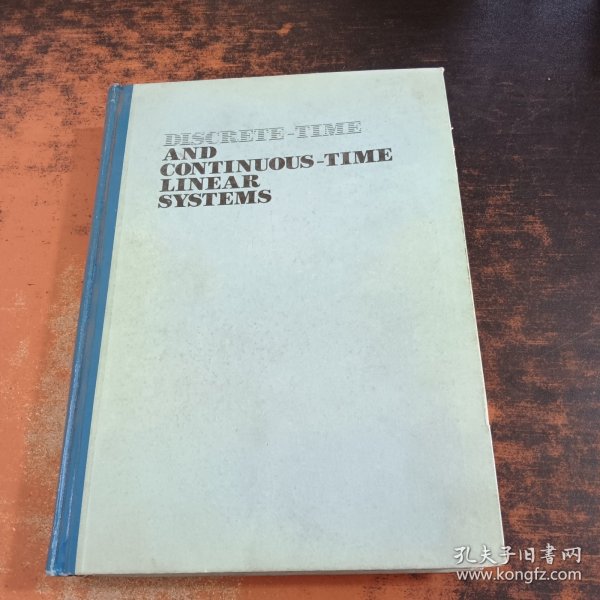 DISCRETE-TIME
AND
CONTINUOUS-TIME
LINEAR
SYSTEMS
孔夫子旧书网
www.kongfz.com